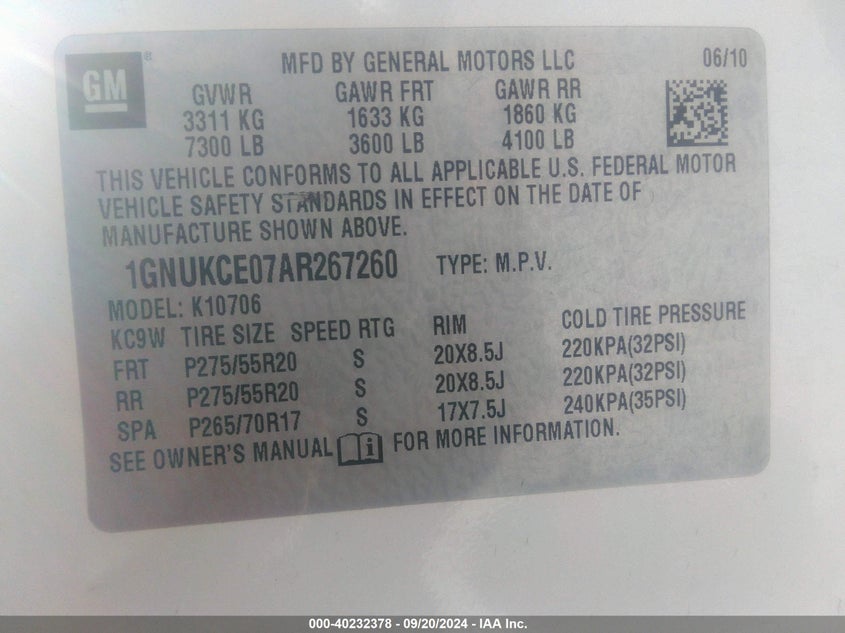 GM ®
MFD BY GENERAL MOTORS LLC 06/10
GVWR GAWR FRT GAWR RR
3311 KG 1633 KG 1860 KG
7300 LB 3600 LB 4100 LB
THIS VEHICLE CONFORMS TO ALL APPLICABLE U.S. FEDERAL MOTOR
VEHICLE SAFETY STANDARDS IN EFFECT ON THE DATE OF
MANUFACTURE SHOWN ABOVE.
1GNUKCE07AR267260 TYPE: M.P.V.
MODEL: K10706
KC9W TIRE SIZE SPEED RTG RIM COLD TIRE PRESSURE
FRT P275/55R20 S 20X8.5J 220KPA(32PSI)
RR P275/55R20 S 20X8.5J 220KPA(32PSI)
SPA P265/70R17 S 17X7.5J 240KPA(35PSI)
SEE OWNER'S MANUAL i FOR MORE INFORMATION.
000-40232378 - 09/20/2024 - IAA Inc.